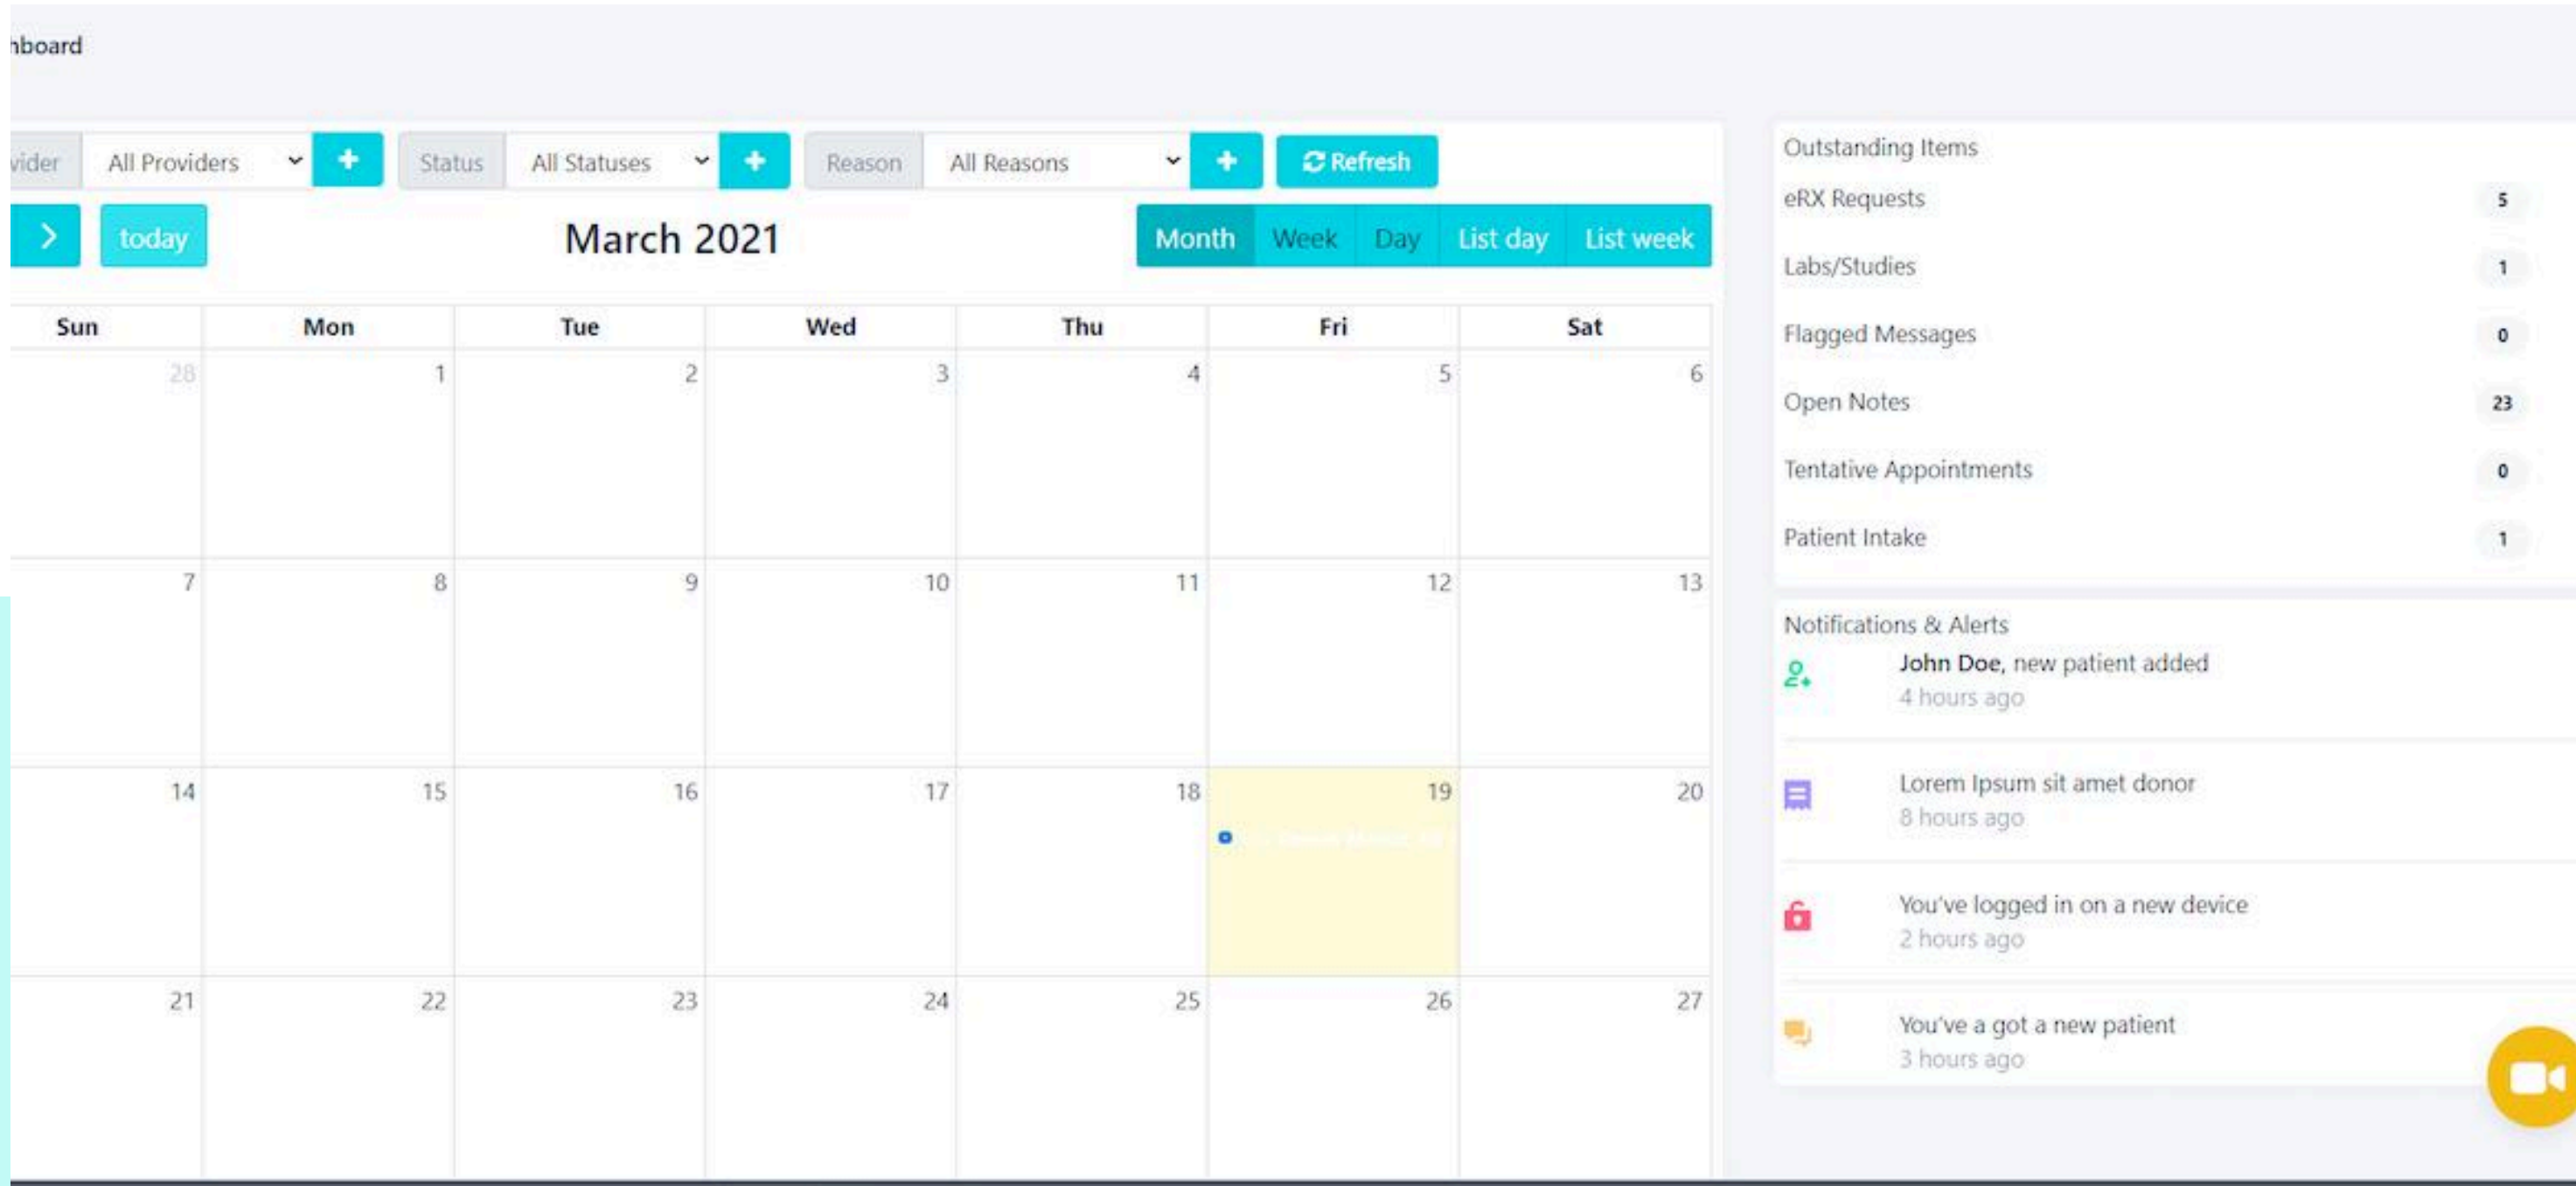 hboard
vider All Providers + Status All Statuses + Reason All Reasons + Refresh
> today March 2021 Month Week Day List day List week
Sun Mon Tue Wed Thu Fri Sat
28 1 2 3 4 5 6
7 8 9 10 11 12 13
14 15 16 17 18 19 20
21 22 23 24 25 26 27
Outstanding Items
eRX Requests 5
Labs/Studies 1
Flagged Messages 0
Open Notes 23
Tentative Appointments 0
Patient Intake 1
Notifications & Alerts
John Doe, new patient added
4 hours ago
Lorem Ipsum sit amet donor
8 hours ago
You've logged in on a new device
2 hours ago
You've a got a new patient
3 hours ago